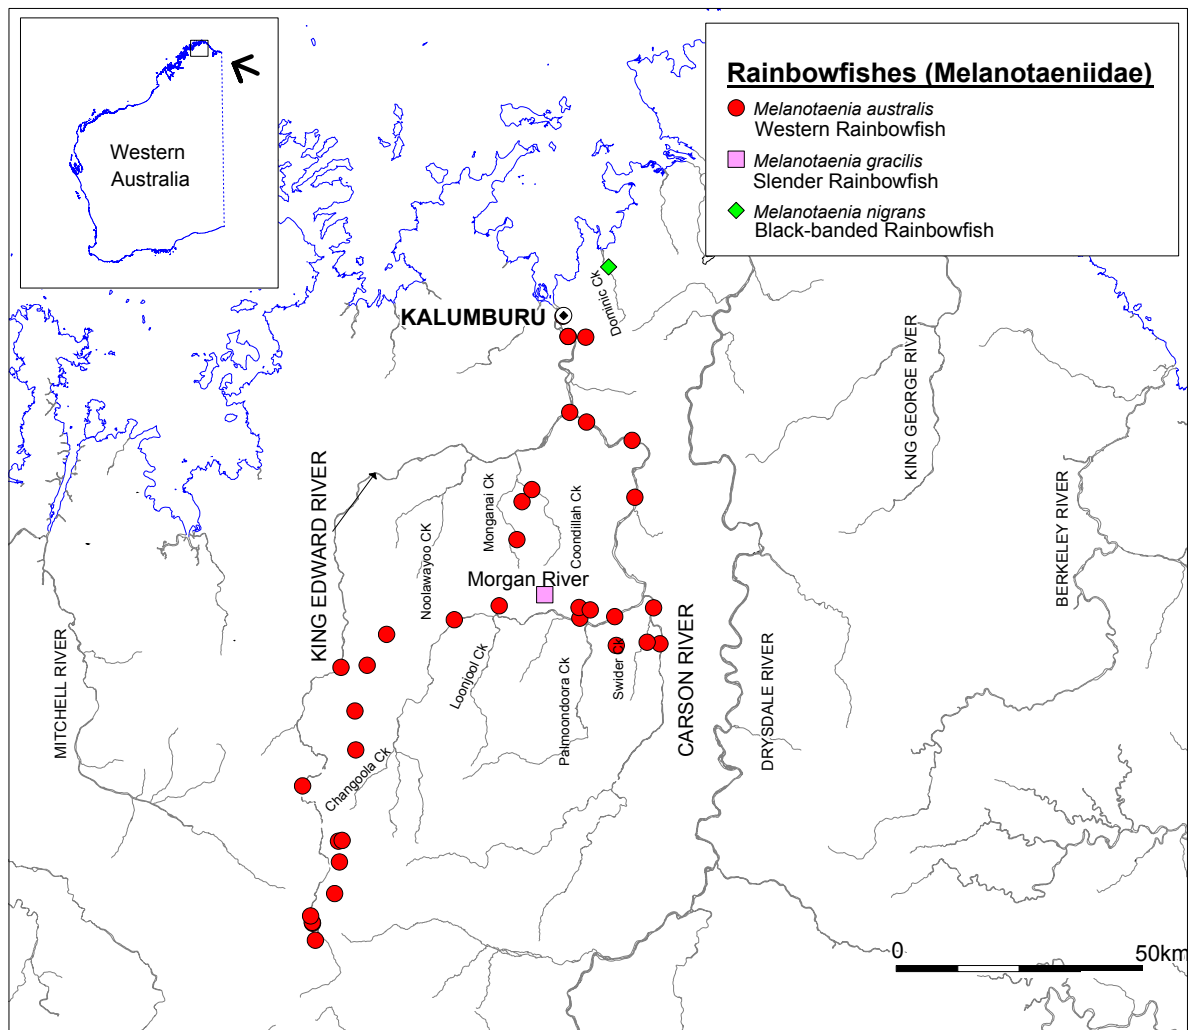 Western
Australia
Rainbowfishes (Melanotaeniidae)
Melanotaenia australis
Western Rainbowfish
Melanotaenia gracilis
Slender Rainbowfish
Melanotaenia nigrans
Black-banded Rainbowfish
KALUMBURU
Dominic Ck
KING GEORGE RIVER
KING EDWARD RIVER
Noolawayoo CK
Monganai Ck
Coondillah Ck
BERKELEY RIVER
Morgan River
MITCHELL RIVER
Loonjool Ck
Palmoondoora Ck
Swider Ck
CARSON RIVER
DRYSDALE RIVER
Changoola Ck
0 50km